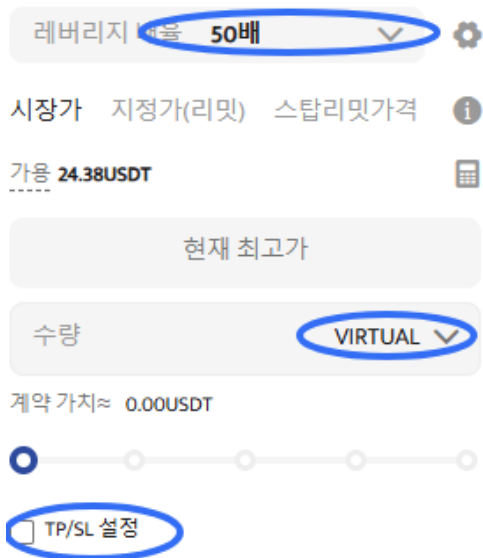 레버리지 배율 50배
시장가 지정가(리밋) 스탑리밋가격
가용 24.38USDT
현재 최고가
수량 VIRTUAL
계약 가치≈ 0.00USDT
TP/SL 설정